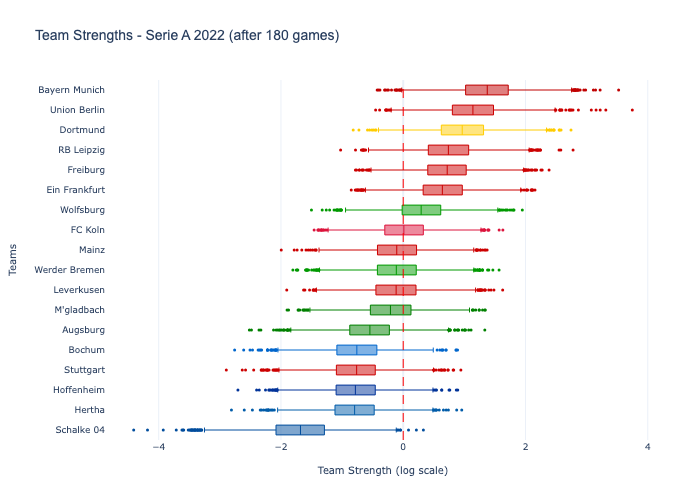 Team Strengths - Serie A 2022 (after 180 games)
Bayern Munich
Union Berlin
Dortmund
RB Leipzig
Freiburg
Ein Frankfurt
Wolfsburg
FC Koln
Mainz
Werder Bremen
Leverkusen
M'gladbach
Augsburg
Bochum
Stuttgart
Hoffenheim
Hertha
Schalke 04
Teams
−4 −2 0 2 4
Team Strength (log scale)